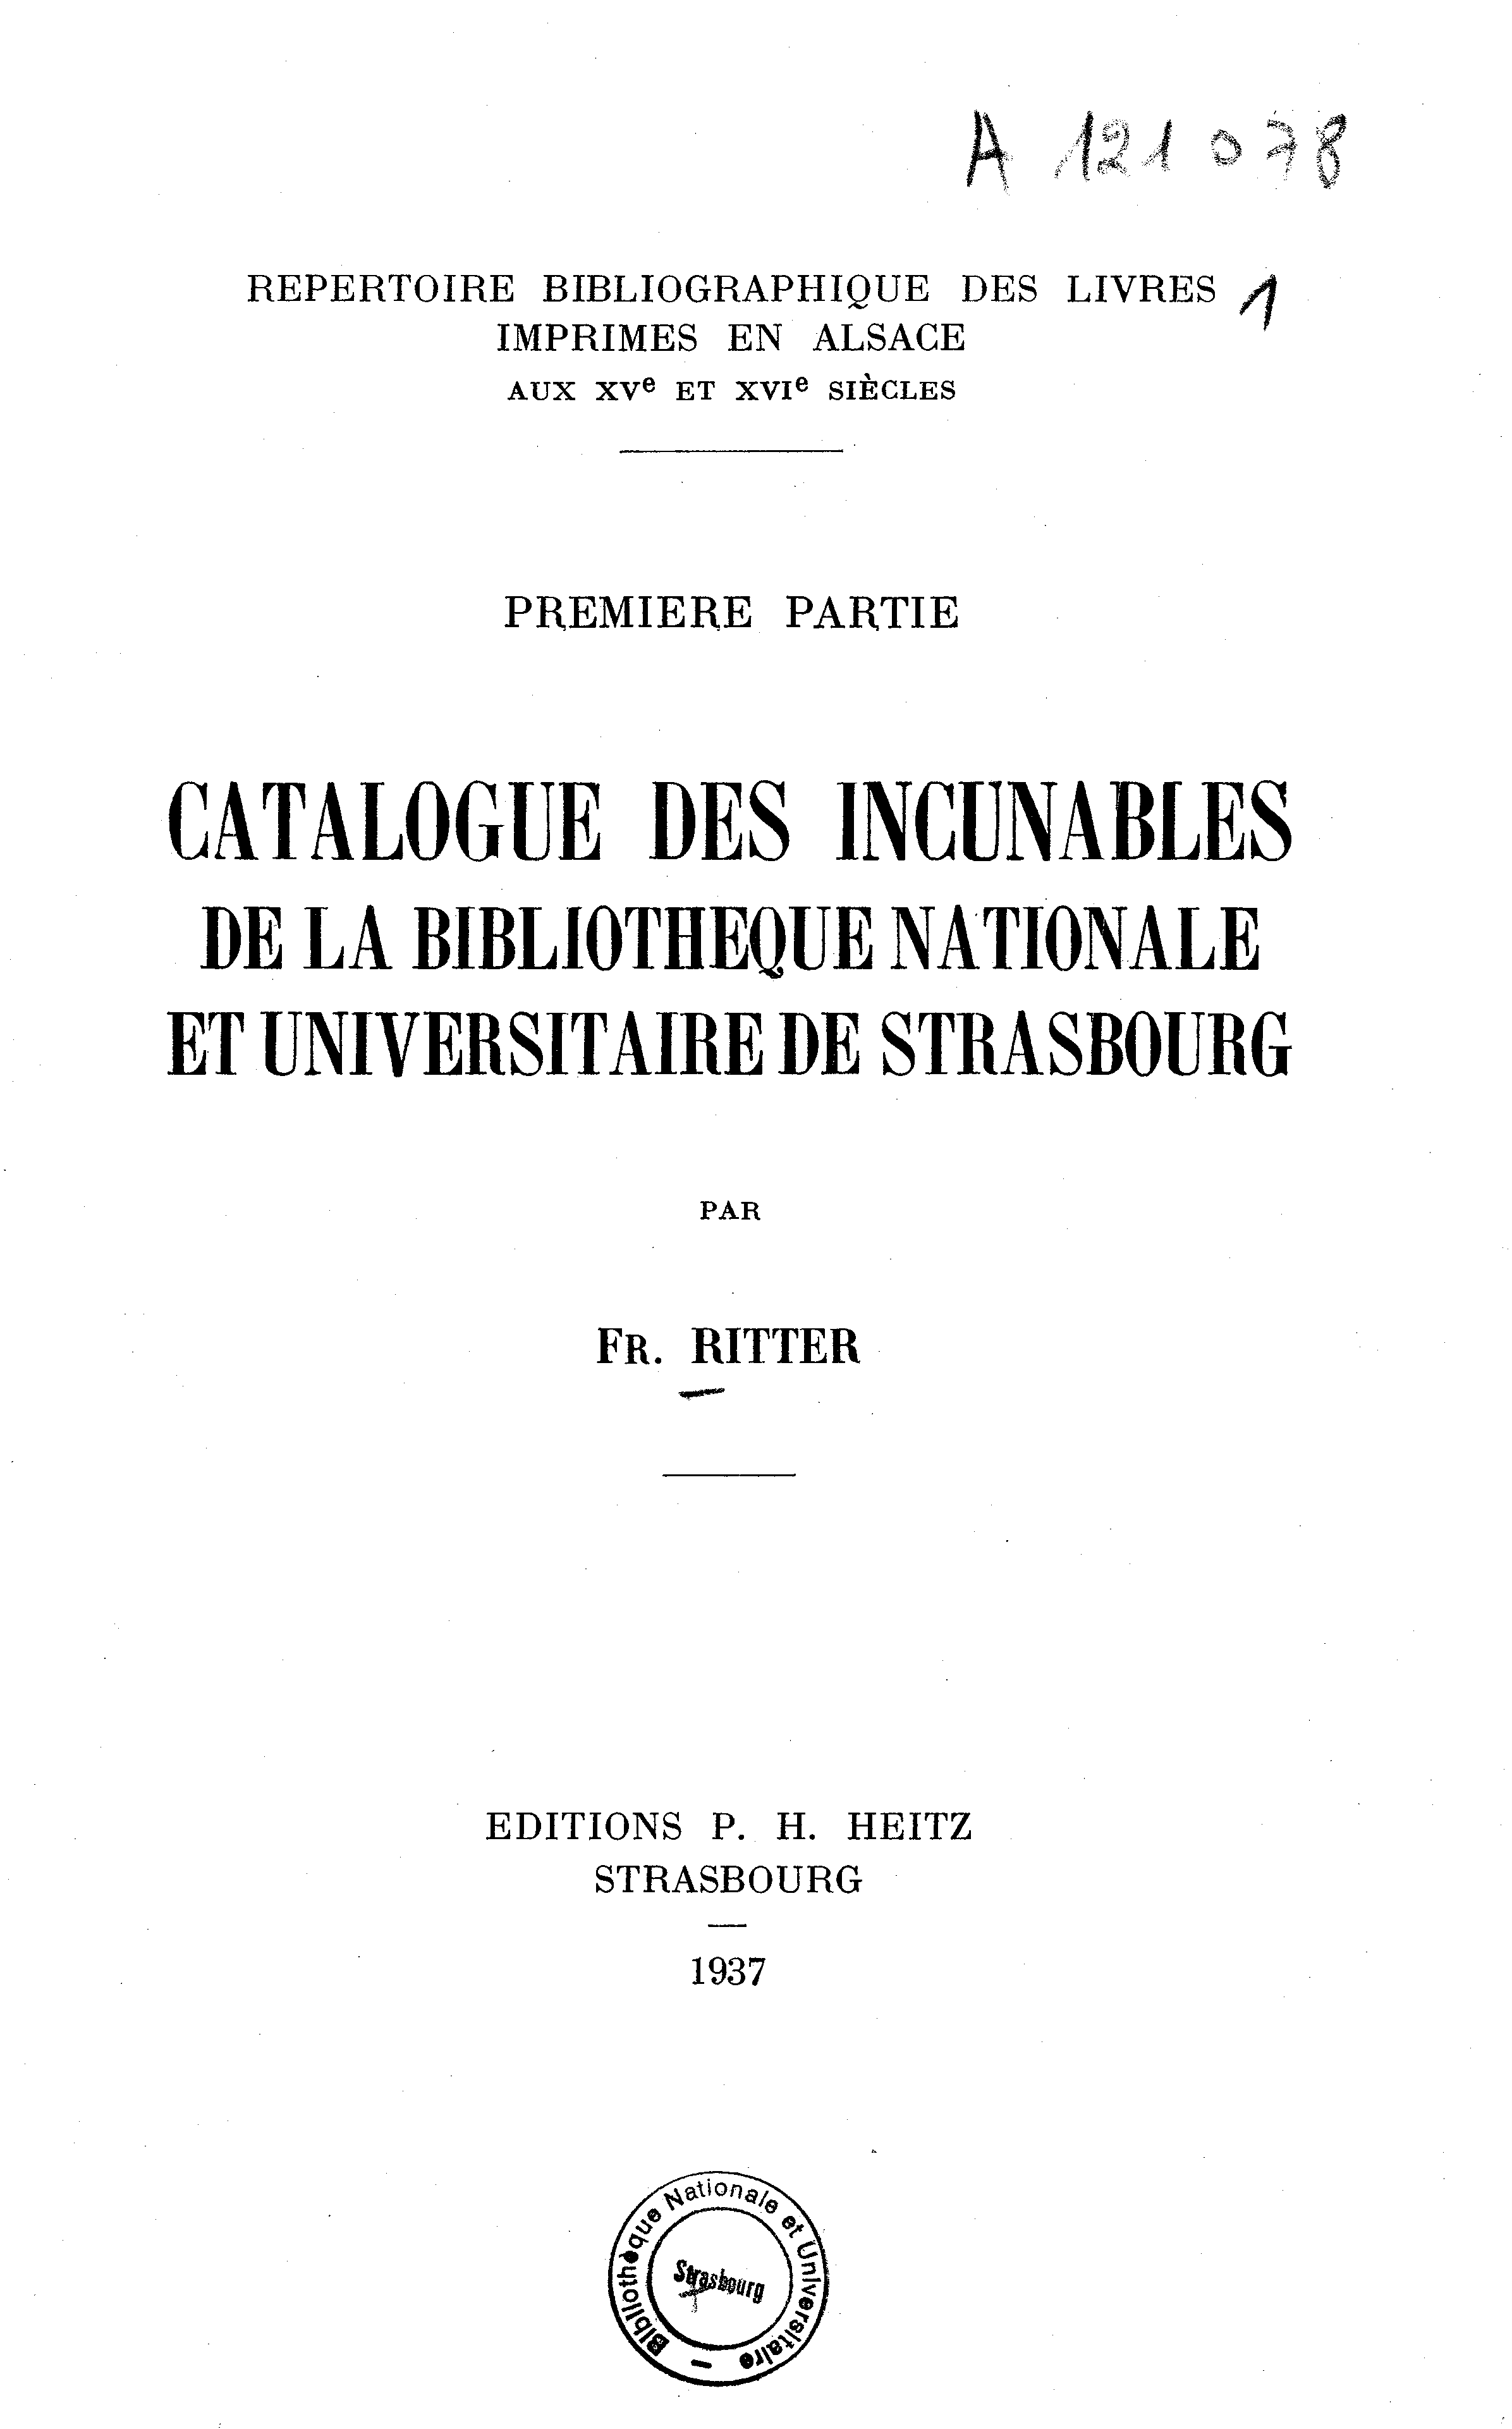 A 121 078
REPERTOIRE BIBLIOGRAPHIQUE DES LIVRES 1
IMPRIMES EN ALSACE
AUX XVe ET XVIe SIÈCLES
PREMIERE PARTIE
CATALOGUE DES INCUNABLES
DE LA BIBLIOTHEQUE NATIONALE
ET UNIVERSITAIRE DE STRASBOURG
PAR
FR. RITTER
EDITIONS P. H. HEITZ
STRASBOURG
1937
Bibliothèque Nationale et Universitaire
Strasbourg